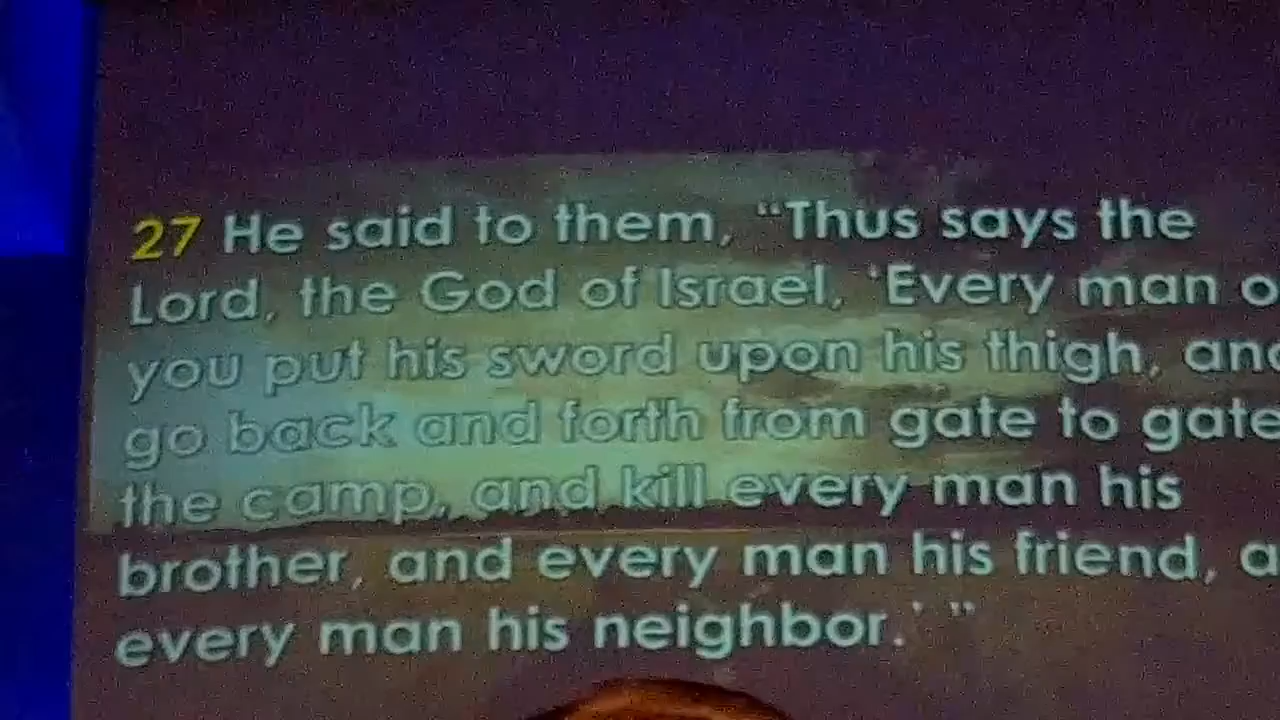 27 He said to them, “Thus says the
Lord, the God of Israel, ‘Every man o
you put his sword upon his thigh, and
go back and forth from gate to gate
the camp, and kill every man his
brother, and every man his friend, a
every man his neighbor.’ ”